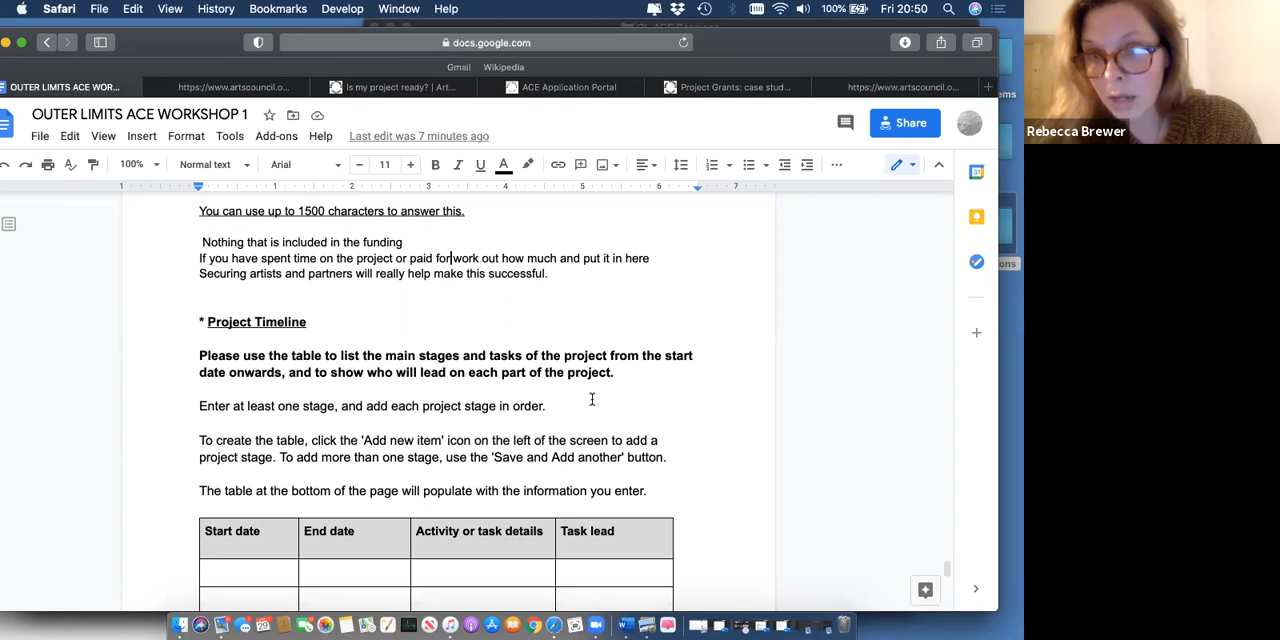 Safari File Edit View History Bookmarks Develop Window Help 100% Fri 20:50
docs.google.com
Gmail Wikipedia
OUTER LIMITS ACE WOR... https://www.artscouncil.o... Is my project ready? | Art... ACE Application Portal Project Grants: case stud... https://www.artscouncil.o...
OUTER LIMITS ACE WORKSHOP 1
File Edit View Insert Format Tools Add-ons Help Last edit was 7 minutes ago
Share
100% Normal text Arial 11 B I U A
1 1 2 3 4 5 6 7
You can use up to 1500 characters to answer this.
Nothing that is included in the funding
If you have spent time on the project or paid for work out how much and put it in here
Securing artists and partners will really help make this successful.
* Project Timeline
Please use the table to list the main stages and tasks of the project from the start
date onwards, and to show who will lead on each part of the project.
Enter at least one stage, and add each project stage in order.
To create the table, click the 'Add new item' icon on the left of the screen to add a
project stage. To add more than one stage, use the 'Save and Add another' button.
The table at the bottom of the page will populate with the information you enter.
Start date End date Activity or task details Task lead
Rebecca Brewer